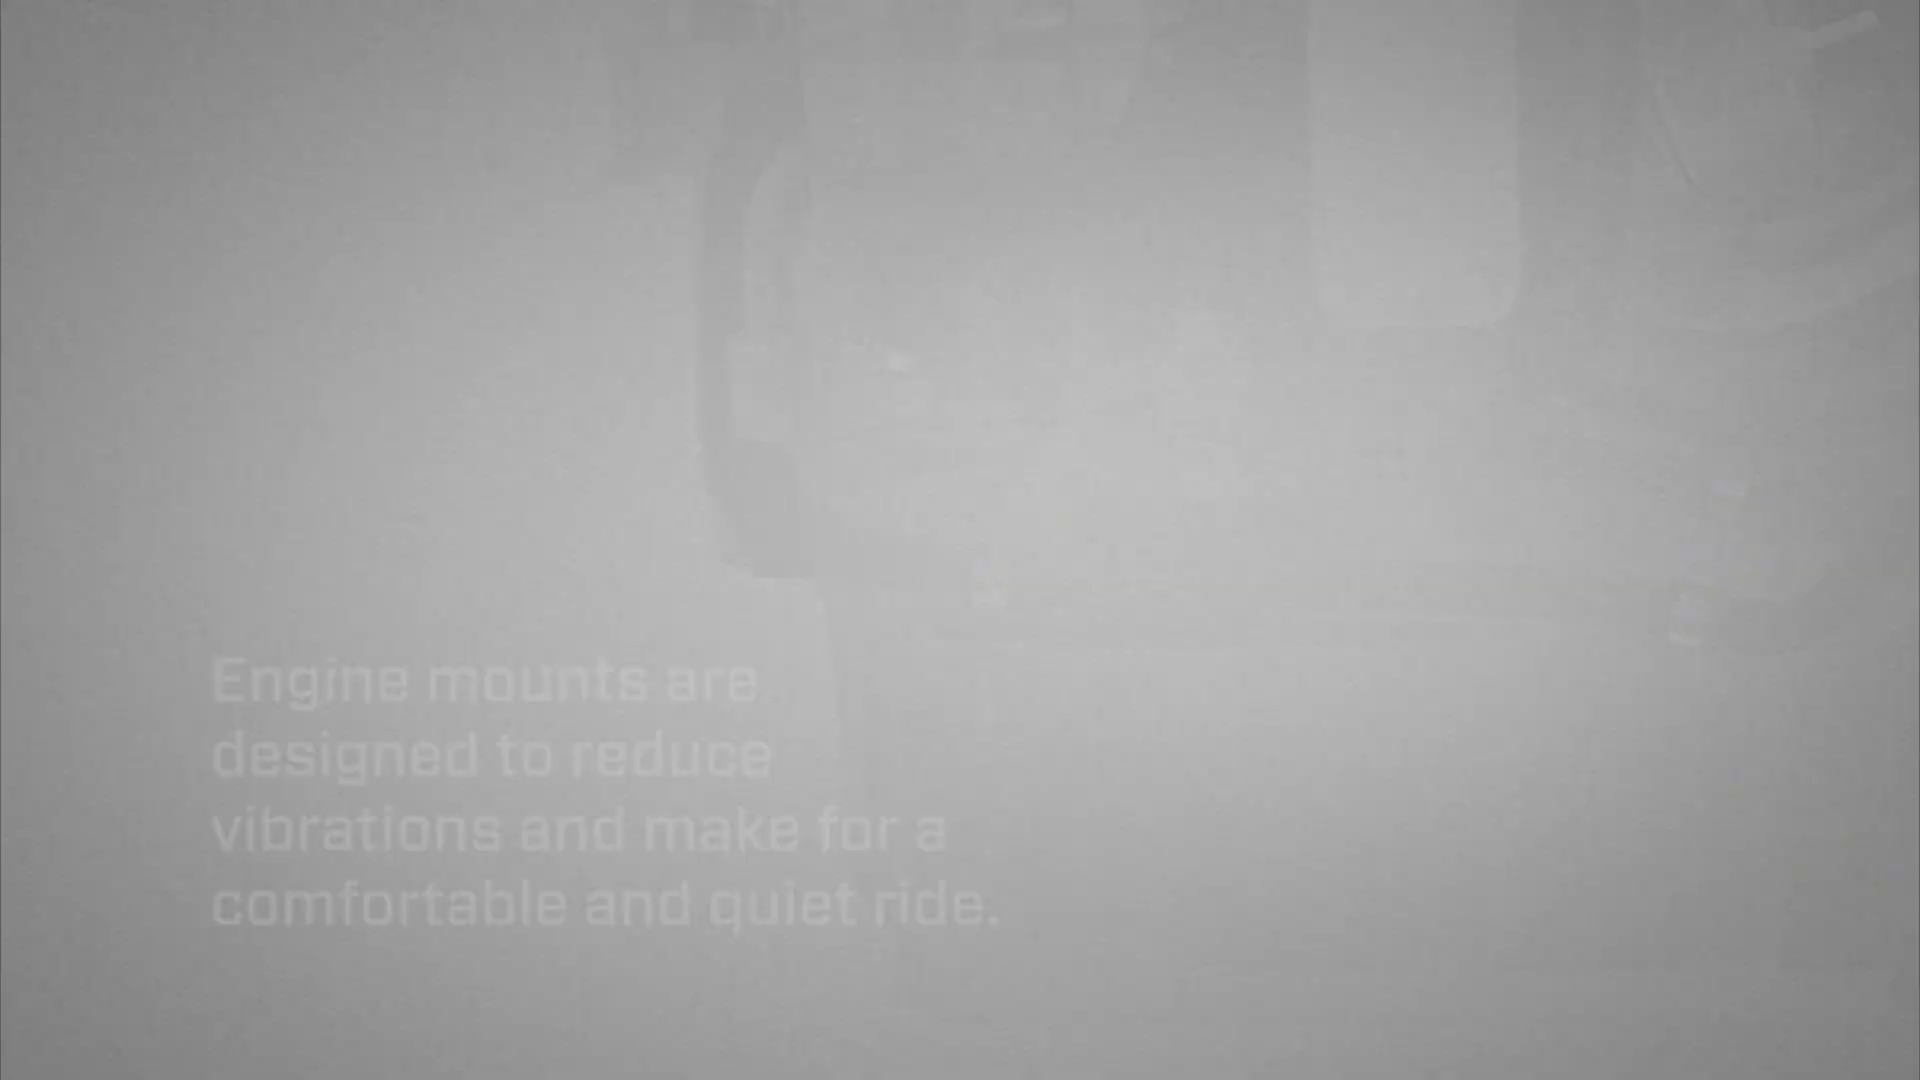 Engine mounts are
designed to reduce
vibrations and make for a
comfortable and quiet ride.